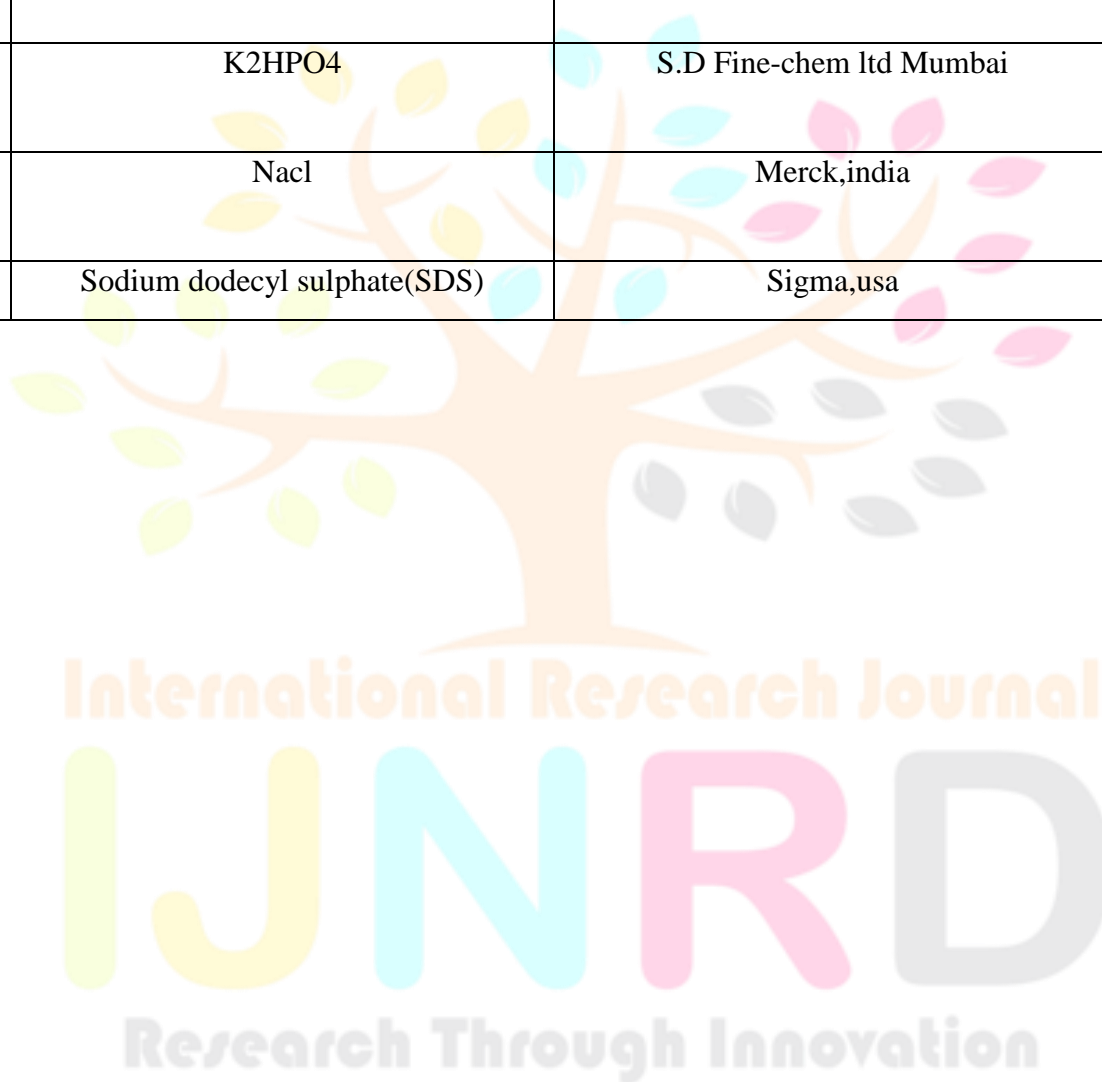 K2HPO4 S.D Fine-chem ltd Mumbai
Nacl Merck,india
Sodium dodecyl sulphate(SDS) Sigma,usa
International Research Journal
IJNRD
Research Through Innovation